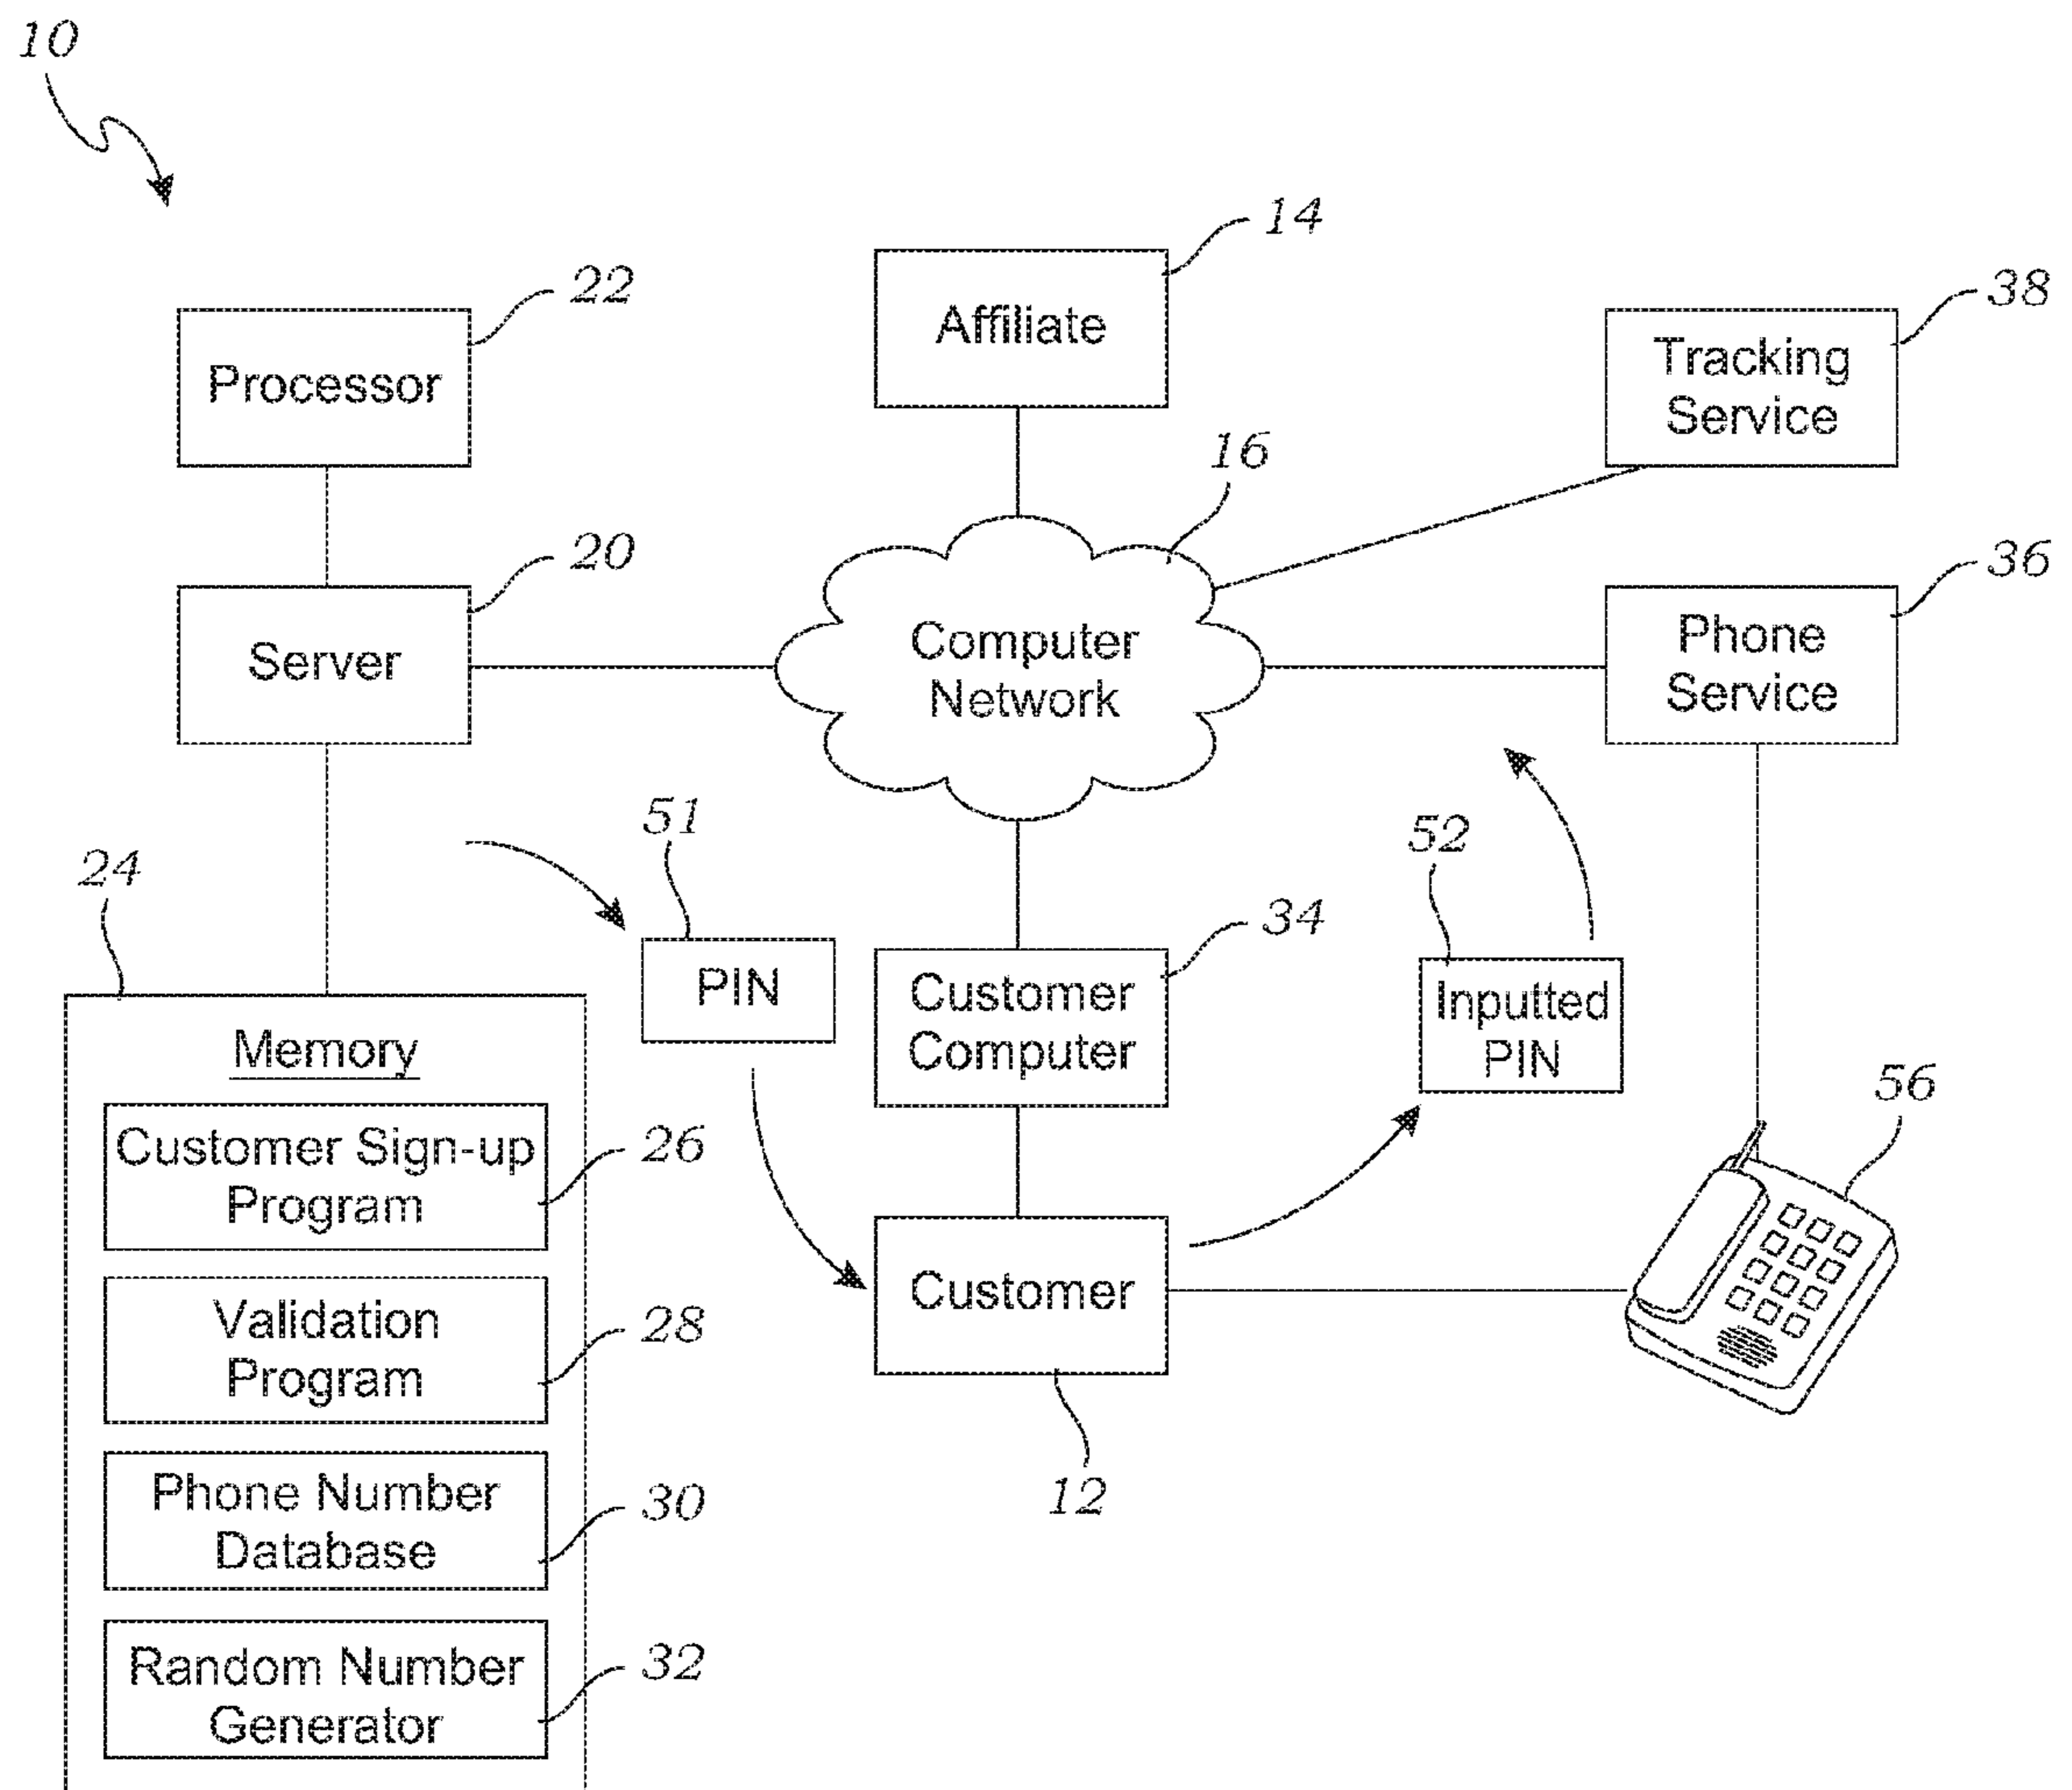 10
14
22
38
Affiliate
Processor
Tracking
Service
16
20
36
Computer
Network
Server
Phone
Service
51
52
24
34
PIN
Customer
Computer
Inputted
PIN
Memory
56
Customer Sign-up
Program
26
Customer
Validation
Program
28
12
Phone Number
Database
30
Random Number
Generator
32